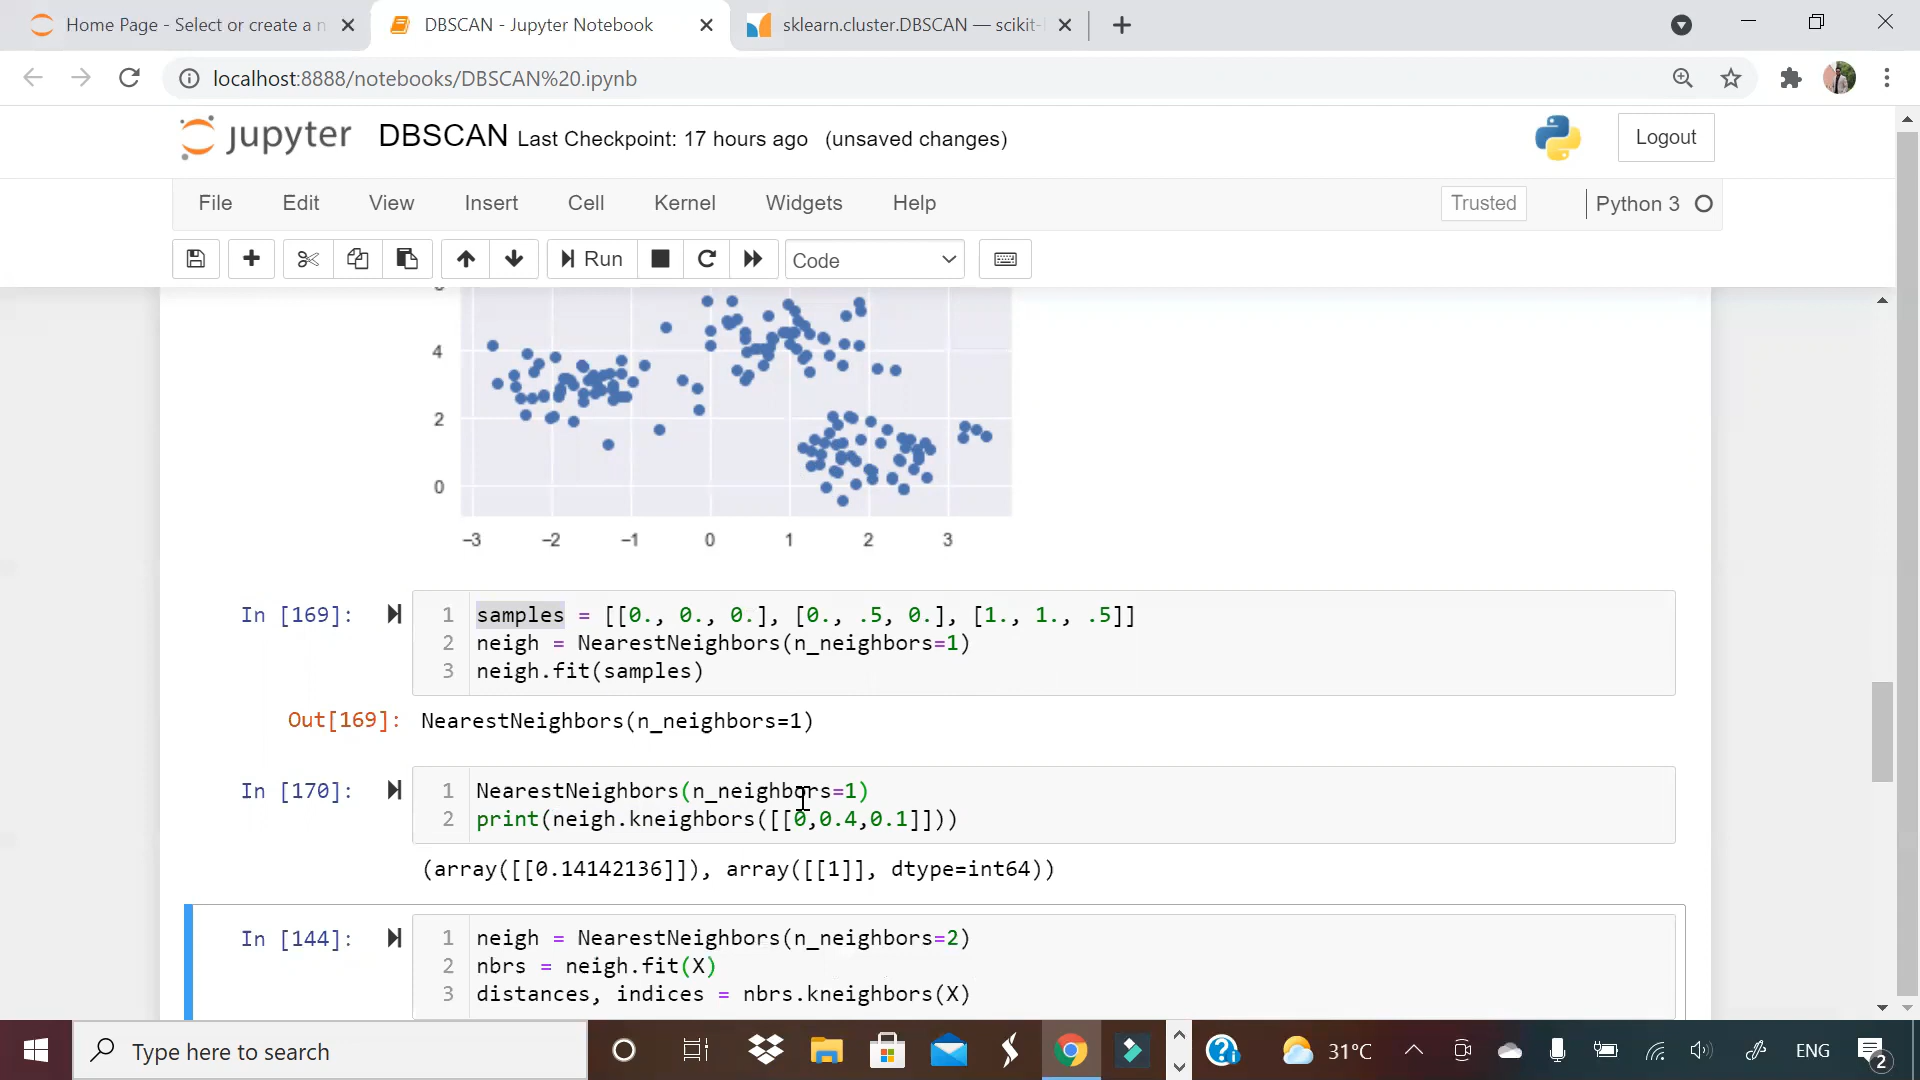 Home Page - Select or create a n
DBSCAN - Jupyter Notebook
sklearn.cluster.DBSCAN — scikit-
localhost:8888/notebooks/DBSCAN%20.ipynb
jupyter DBSCAN Last Checkpoint: 17 hours ago (unsaved changes)
Logout
File Edit View Insert Cell Kernel Widgets Help
Trusted
Python 3
Run
Code
4
2
0
−3 −2 −1 0 1 2 3
In [169]:
1 samples = [[0., 0., 0.], [0., .5, 0.], [1., 1., .5]]
2 neigh = NearestNeighbors(n_neighbors=1)
3 neigh.fit(samples)
Out[169]: NearestNeighbors(n_neighbors=1)
In [170]:
1 NearestNeighbors(n_neighbors=1)
2 print(neigh.kneighbors([[0,0.4,0.1]]))
(array([[0.14142136]]), array([[1]], dtype=int64))
In [144]:
1 neigh = NearestNeighbors(n_neighbors=2)
2 nbrs = neigh.fit(X)
3 distances, indices = nbrs.kneighbors(X)
Type here to search
31°C
ENG
2